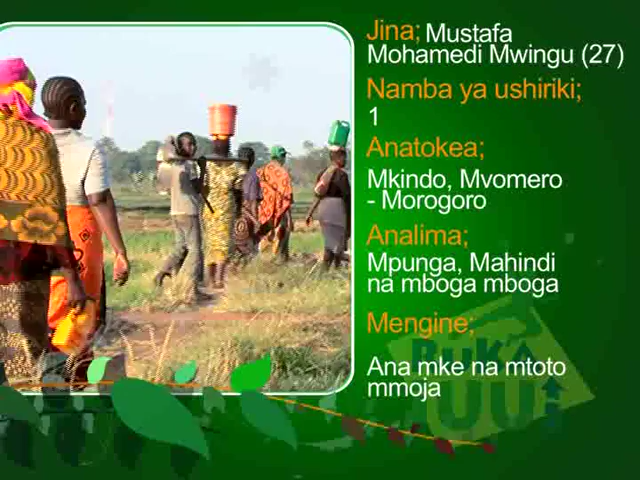 Jina; Mustafa
Mohamedi Mwingu (27)
Namba ya ushiriki;
1
Anatokea;
Mkindo, Mvomero
- Morogoro
Analima;
Mpunga, Mahindi
na mboga mboga
Mengine;
Ana mke na mtoto
mmoja